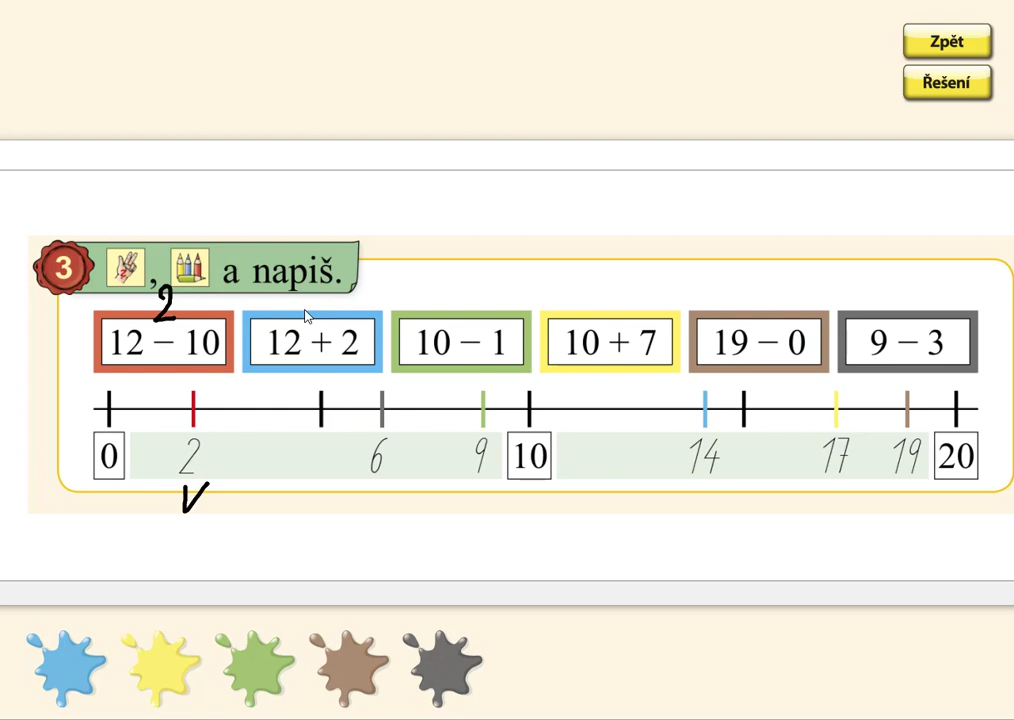 Zpět
Řešení
3 , a napiš.
2
12 − 10 12 + 2 10 − 1 10 + 7 19 − 0 9 − 3
0 2 6 9 10 14 17 19 20
V